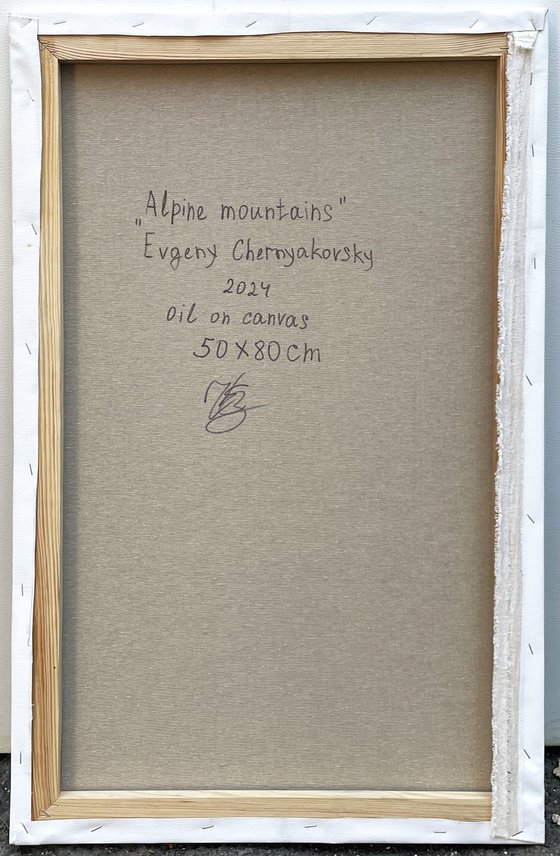 "Alpine mountains"
Evgeny Chernyakovsky
2024
oil on canvas
50x80cm